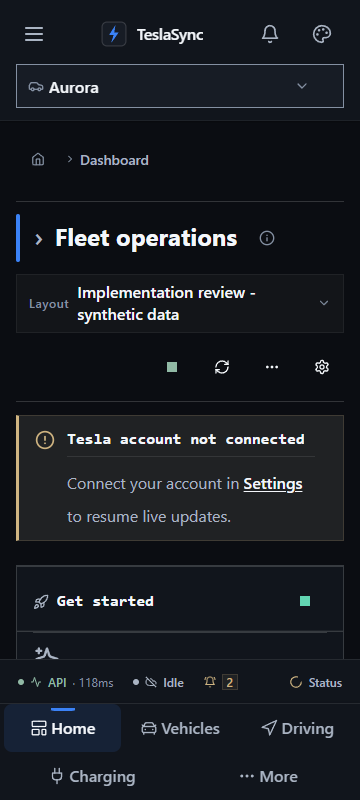 TeslaSync
Aurora
Dashboard
Fleet operations
Layout
Implementation review -
synthetic data
Tesla account not connected
Connect your account in Settings
to resume live updates.
Get started
API · 118ms
Idle
2
Status
Home
Vehicles
Driving
Charging
More